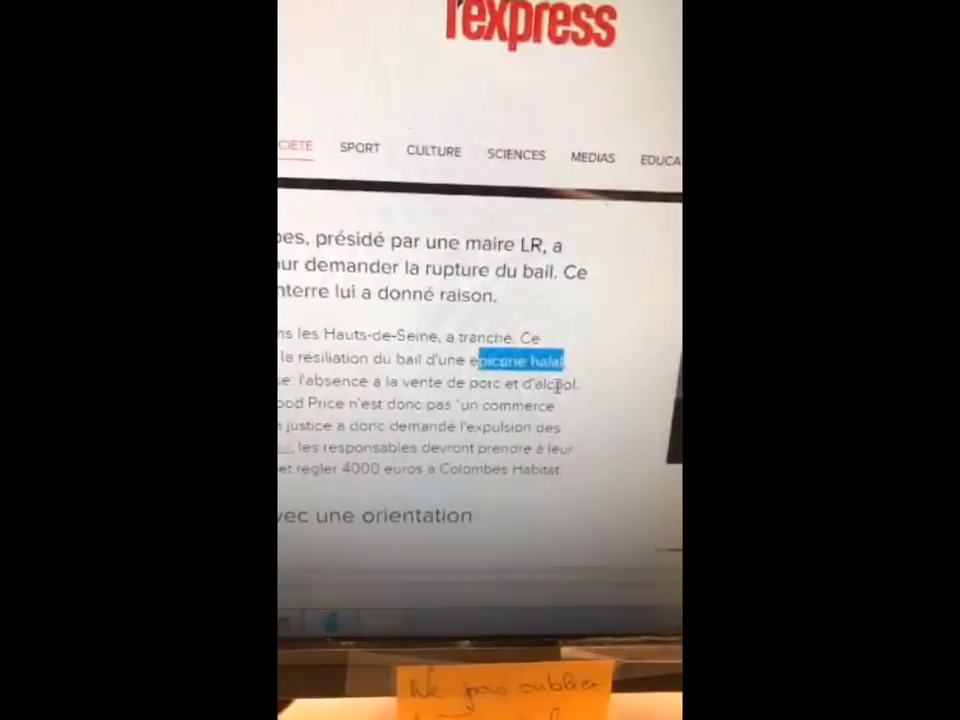 l'express
CIETE SPORT CULTURE SCIENCES MEDIAS EDUCA
bes, présidé par une maire LR, a
ur demander la rupture du bail. Ce
nterre lui a donné raison.
ns les Hauts-de-Seine, a tranché. Ce
la résiliation du bail d'une épicerie halal
se: l'absence à la vente de porc et d'alcool.
ood Price n'est donc pas "un commerce
justice a donc demandé l'expulsion des
, les responsables devront prendre à leur
et régler 4000 euros à Colombes Habitat
vec une orientation
Ne pas oublier